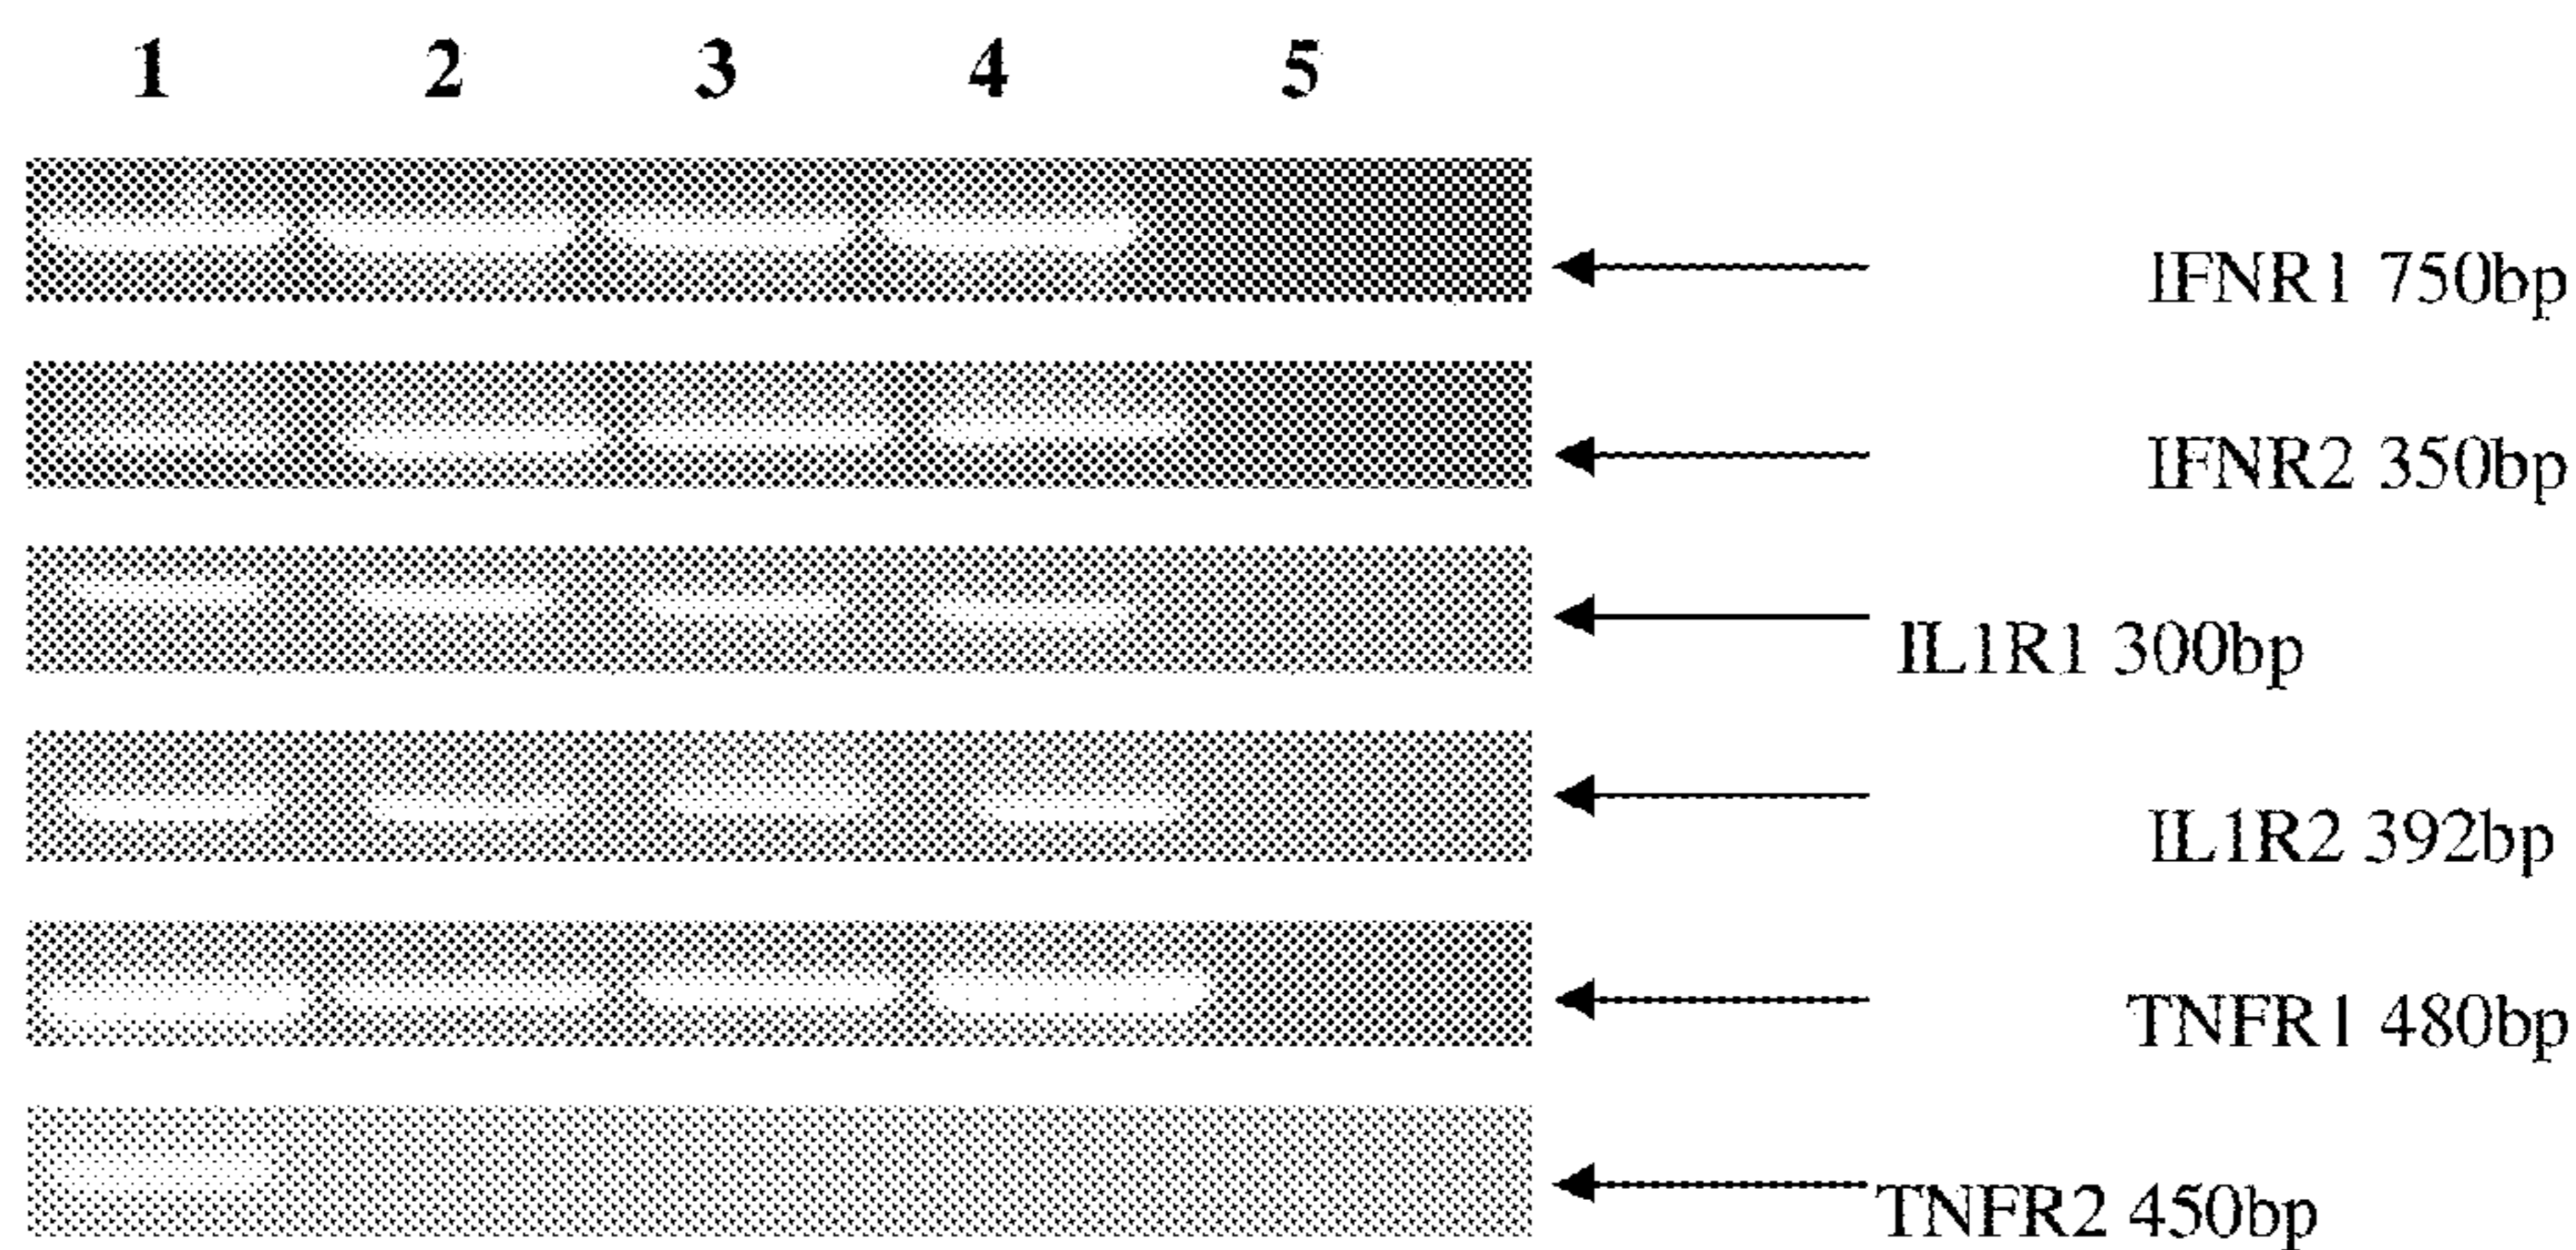 1 2 3 4 5
IFNR1 750bp
IFNR2 350bp
IL1R1 300bp
IL1R2 392bp
TNFR1 480bp
TNFR2 450bp